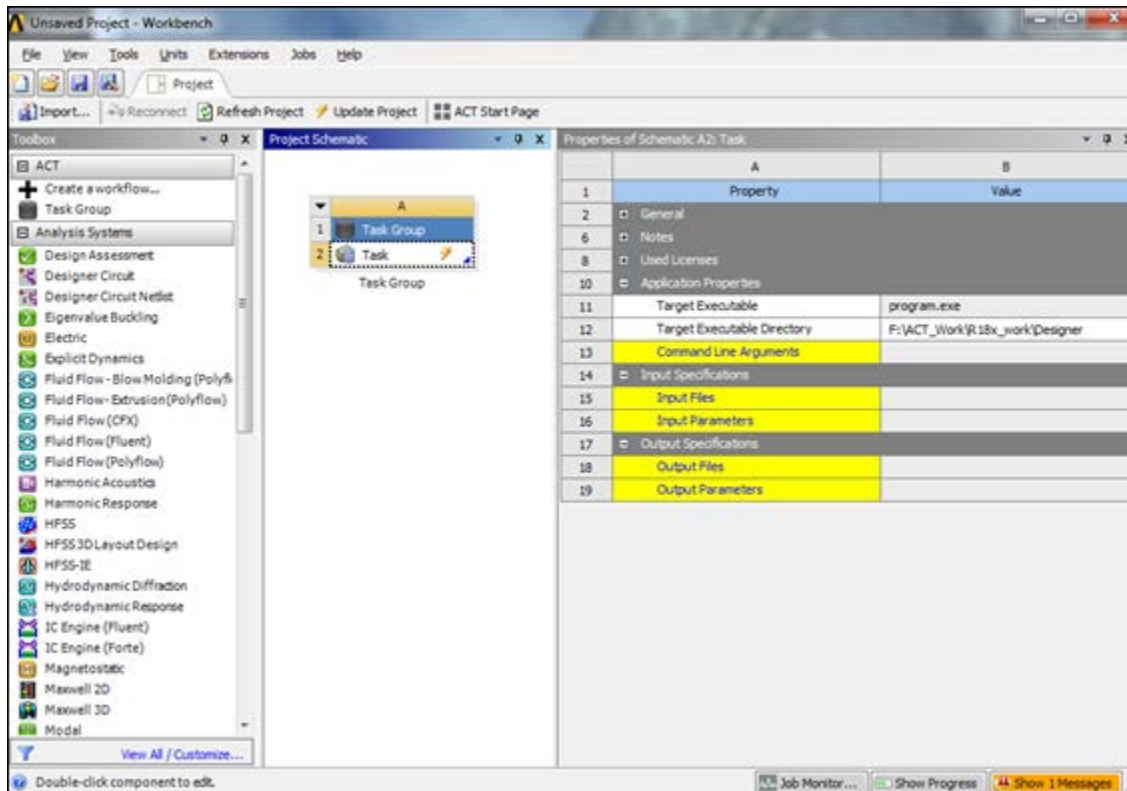 Unsaved Project - Workbench
File View Tools Units Extensions Jobs Help
Project
Import... Reconnect Refresh Project Update Project ACT Start Page
Toolbox
ACT
Create a workflow...
Task Group
Analysis Systems
Design Assessment
Designer Circuit
Designer Circuit Netlist
Eigenvalue Buckling
Electric
Explicit Dynamics
Fluid Flow - Blow Molding (Polyfl
Fluid Flow - Extrusion (Polyflow)
Fluid Flow (CFX)
Fluid Flow (Fluent)
Fluid Flow (Polyflow)
Harmonic Acoustics
Harmonic Response
HFSS
HFSS 3D Layout Design
HFSS-IE
Hydrodynamic Diffraction
Hydrodynamic Response
IC Engine (Fluent)
IC Engine (Forte)
Magnetostatic
Maxwell 2D
Maxwell 3D
Modal
View All / Customize...
Project Schematic
A
1 Task Group
2 Task
Task Group
Properties of Schematic A2: Task
A B
1 Property Value
2 General
6 Notes
8 Used Licenses
10 Application Properties
11 Target Executable program.exe
12 Target Executable Directory F:\ACT_Work\R18x_work\Designer
13 Command Line Arguments
14 Input Specifications
15 Input Files
16 Input Parameters
17 Output Specifications
18 Output Files
19 Output Parameters
Double-click component to edit.
Job Monitor... Show Progress Show 1 Messages